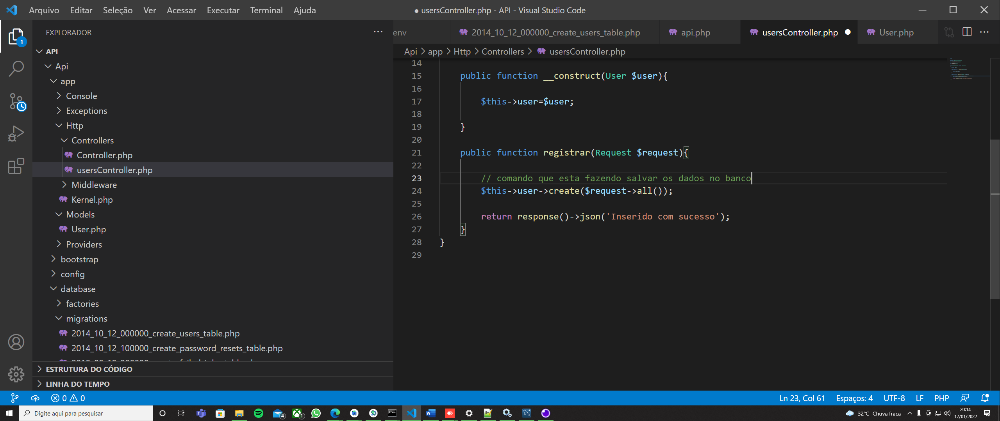 Arquivo Editar Seleção Ver Acessar Executar Terminal Ajuda
● usersController.php - API - Visual Studio Code
EXPLORADOR
1
API
Api
app
Console
Exceptions
Http
Controllers
Controller.php
usersController.php
Middleware
Kernel.php
Models
User.php
Providers
bootstrap
config
database
factories
migrations
2014_10_12_000000_create_users_table.php
2014_10_12_100000_create_password_resets_table.php
ESTRUTURA DO CÓDIGO
LINHA DO TEMPO
env 2014_10_12_000000_create_users_table.php api.php usersController.php ● User.php
Api > app > Http > Controllers > usersController.php
14
15 public function __construct(User $user){
16
17 $this->user=$user;
18
19 }
20
21 public function registrar(Request $request){
22
23 // comando que esta fazendo salvar os dados no banco
24 $this->user->create($request->all());
25
26 return response()->json('Inserido com sucesso');
27 }
28 }
29
0 0 Ln 23, Col 61 Espaços: 4 UTF-8 LF PHP
Digite aqui para pesquisar 4 1 32°C Chuva fraca 20:14
17/01/2022